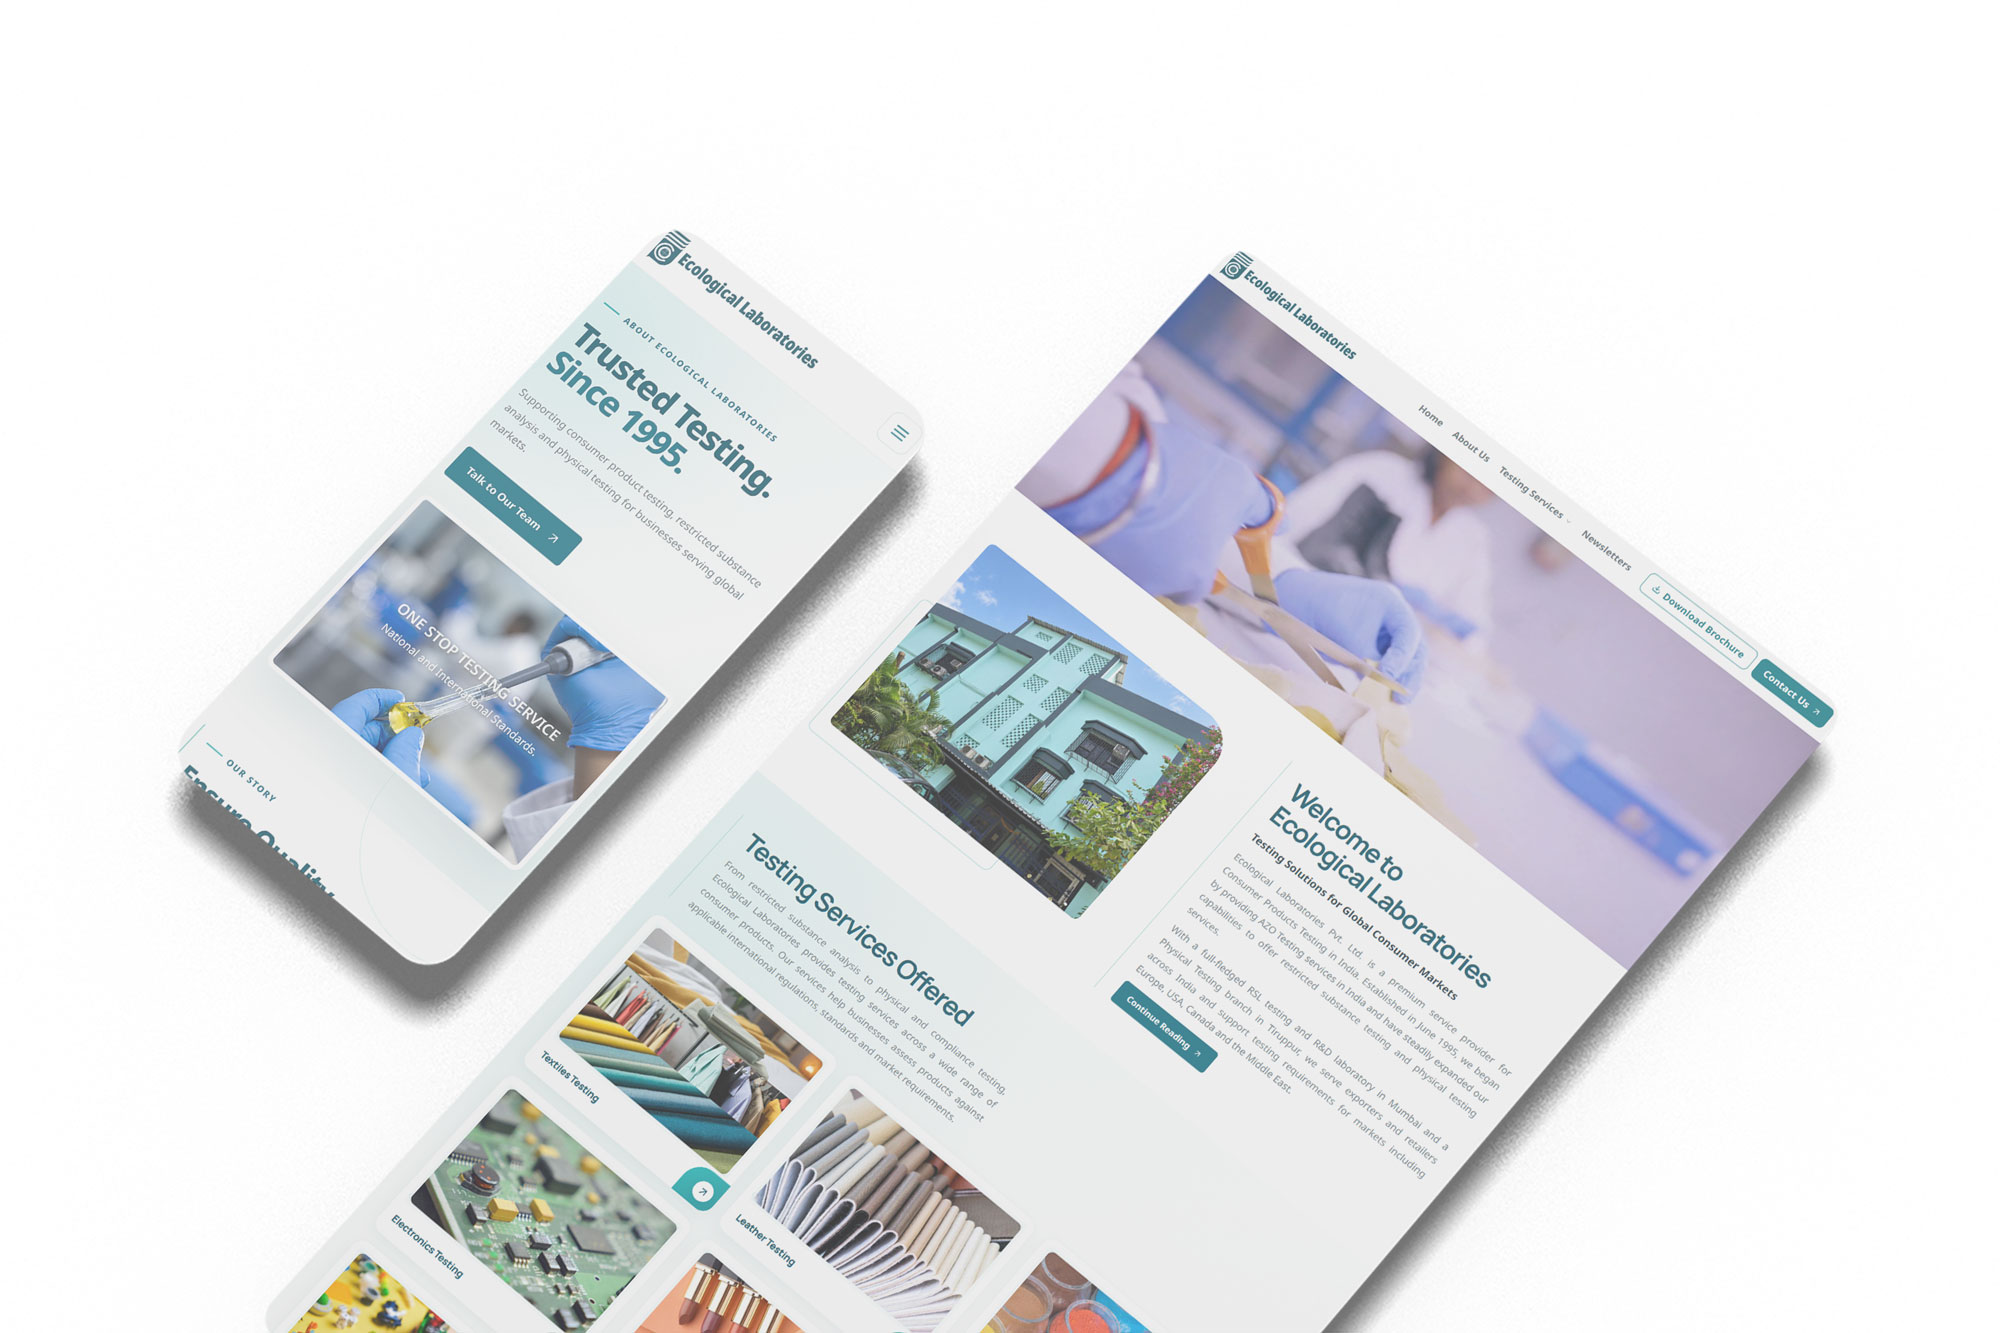 Ecological Laboratories
ABOUT ECOLOGICAL LABORATORIES
Trusted Testing.
Since 1995.
Supporting consumer product testing, restricted substance
analysis and physical testing for businesses serving global
markets.
Talk to Our Team
ONE STOP TESTING SERVICE
National and International Standards.
OUR STORY
Ensure Quality
Ecological Laboratories
Home
About Us
Testing Services
Newsletters
Download Brochure
Contact Us
Welcome to
Ecological Laboratories
Testing Solutions for Global Consumer Markets
Ecological Laboratories Pvt. Ltd. is a premium service provider for
Consumer Products Testing in India. Established in June 1995, we began
by providing AZO Testing services in India and have steadily expanded our
capabilities to offer restricted substance testing and physical testing
services.
With a full-fledged RSL testing and R&D laboratory in Mumbai and a
Physical Testing branch in Tiruppur, we serve exporters and retailers
across India and support testing requirements for markets including
Europe, USA, Canada and the Middle East.
Continue Reading
Testing Services Offered
From restricted substance analysis to physical and compliance testing,
Ecological Laboratories provides testing services across a wide range of
consumer products. Our services help businesses assess products against
applicable international regulations, standards and market requirements.
Textiles Testing
Leather Testing
Electronics Testing